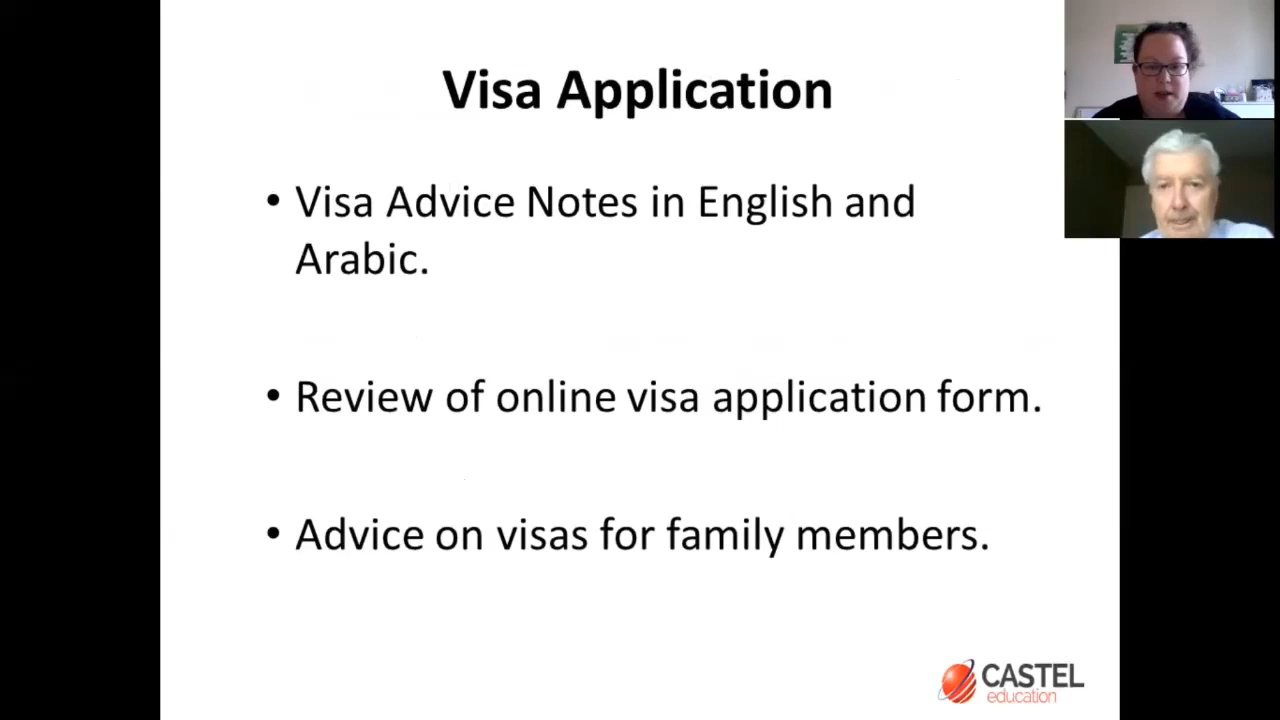 Visa Application
• Visa Advice Notes in English and
Arabic.
• Review of online visa application form.
• Advice on visas for family members.
CASTEL
education